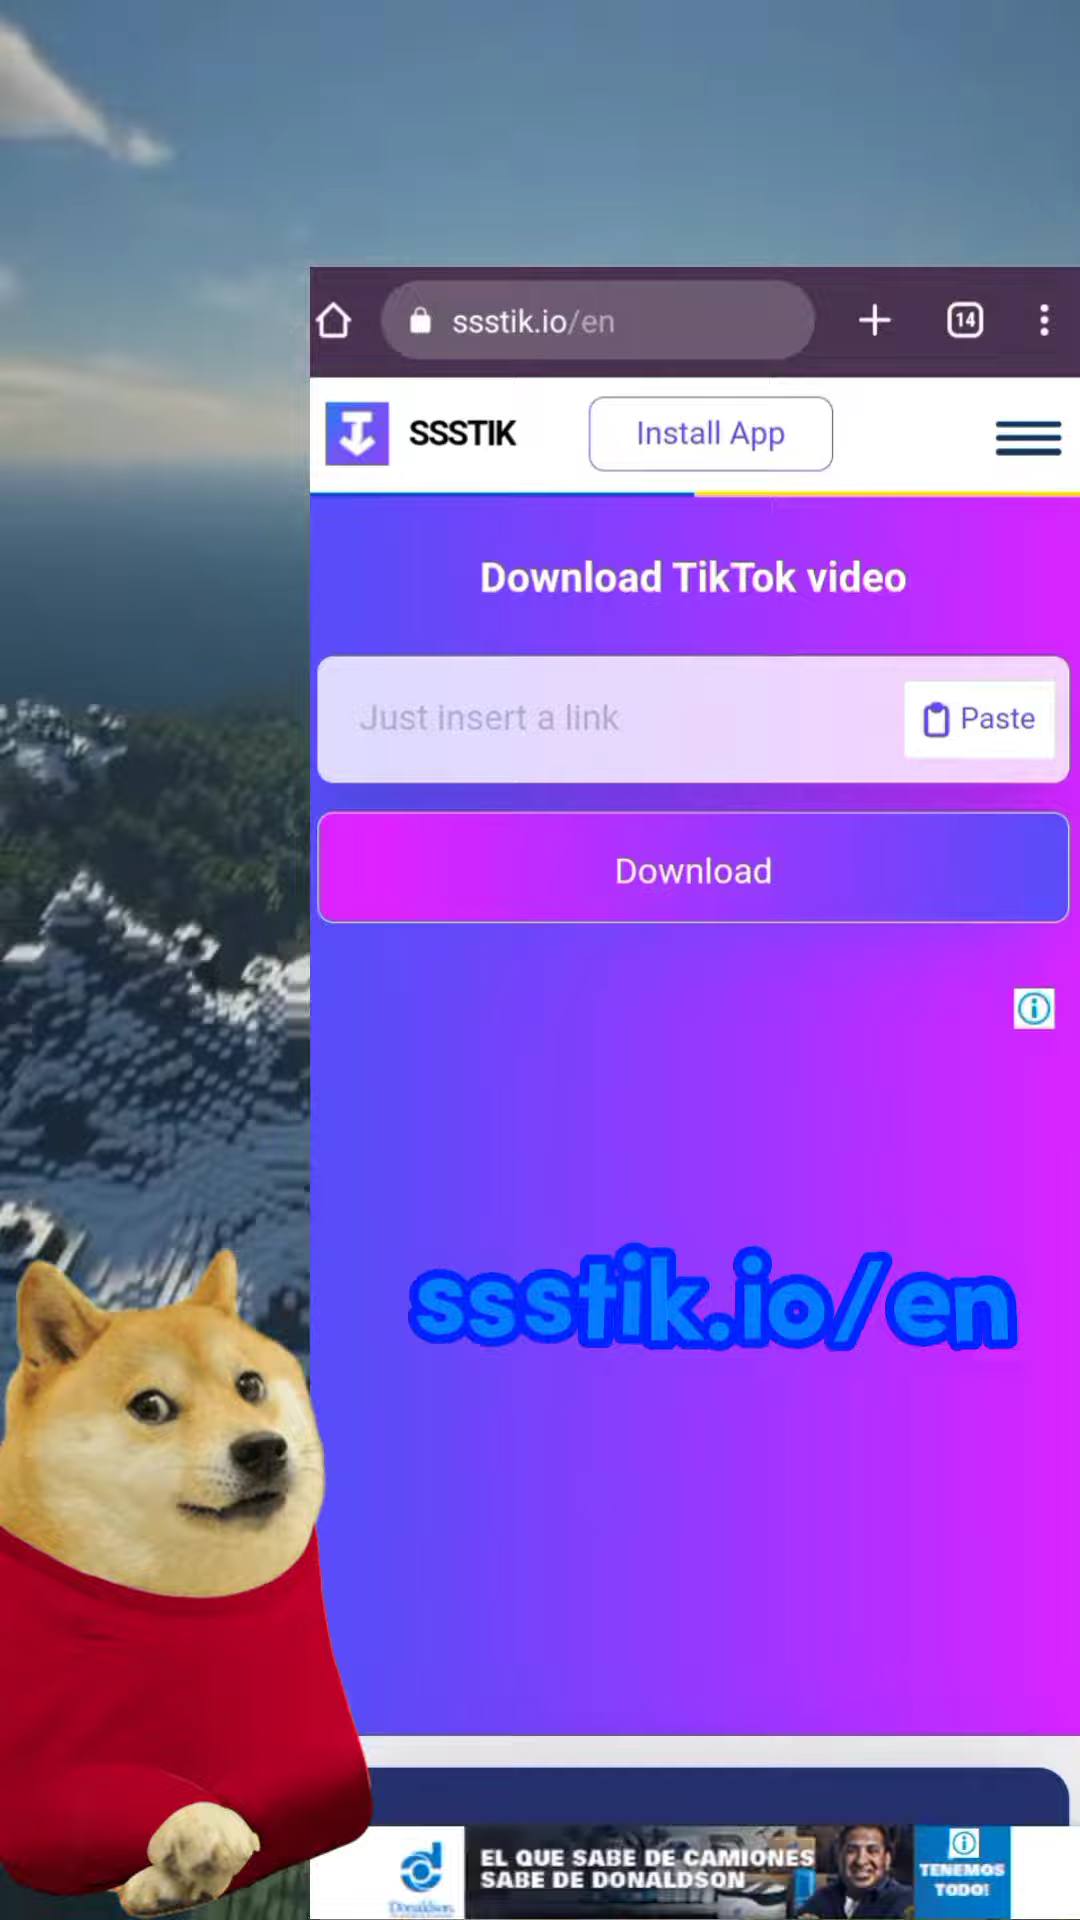 ssstik.io/en
14
SSSTIK
Install App
Download TikTok video
Just insert a link
Paste
Download
ssstik.io/en
Donaldson.
EL QUE SABE DE CAMIONES
SABE DE DONALDSON
TENEMOS
TODO!